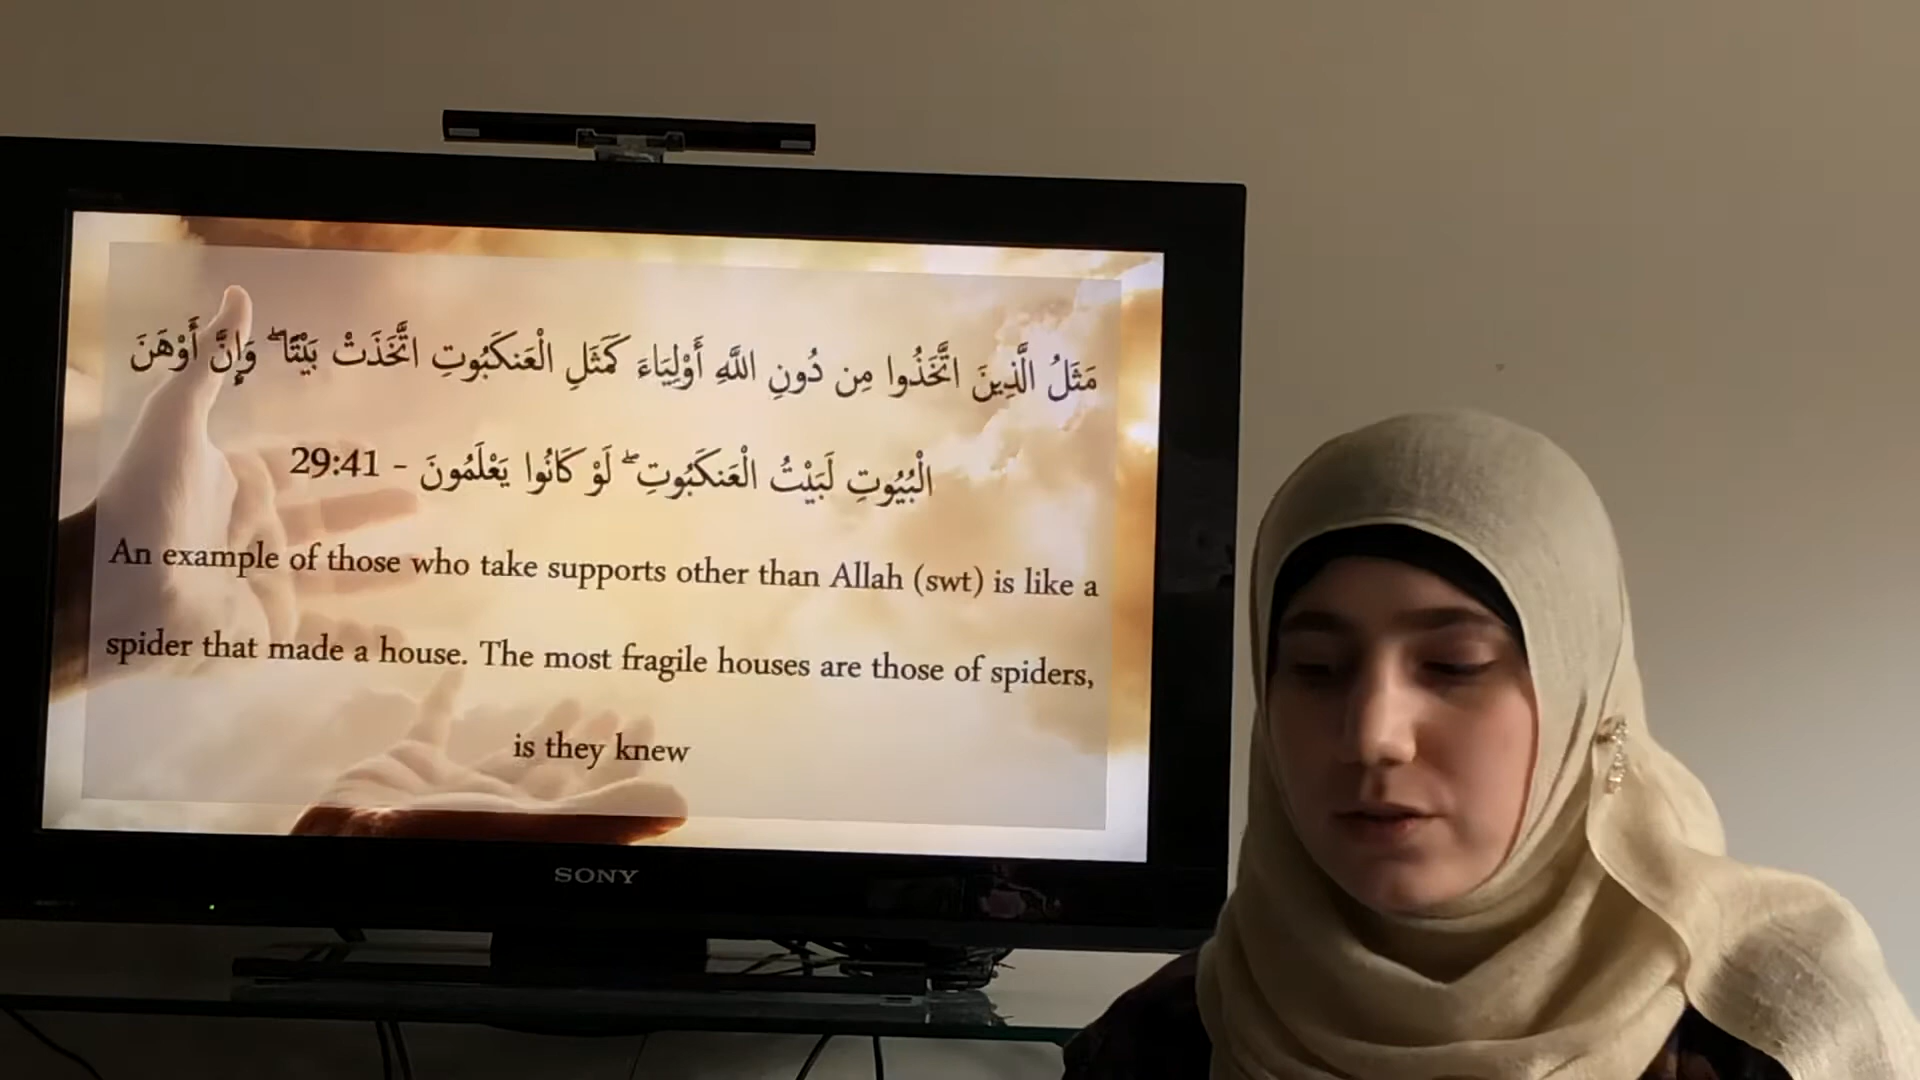 مَثَلُ الَّذِينَ اتَّخَذُوا مِن دُونِ اللَّهِ أَوْلِيَاءَ كَمَثَلِ الْعَنكَبُوتِ اتَّخَذَتْ بَيْتًا ۖ وَإِنَّ أَوْهَنَ
الْبُيُوتِ لَبَيْتُ الْعَنكَبُوتِ ۖ لَوْ كَانُوا يَعْلَمُونَ - 29:41
An example of those who take supports other than Allah (swt) is like a
spider that made a house. The most fragile houses are those of spiders,
is they knew
SONY